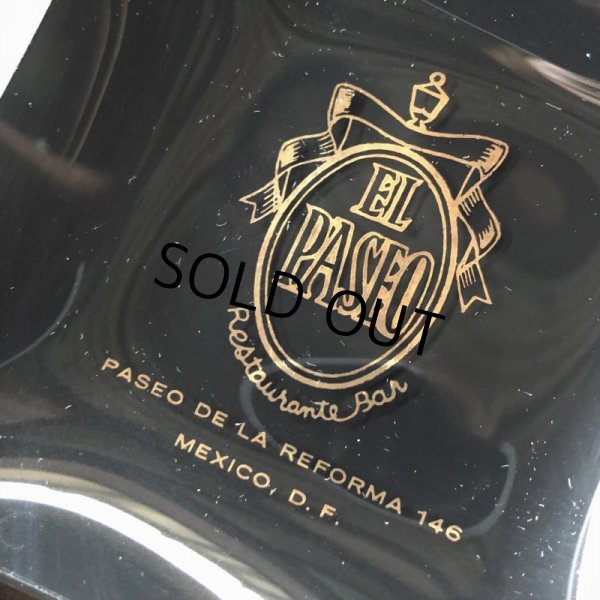 EL
PASEO
Restaurante Bar
PASEO DE LA REFORMA 146
MEXICO, D. F.
SOLD OUT